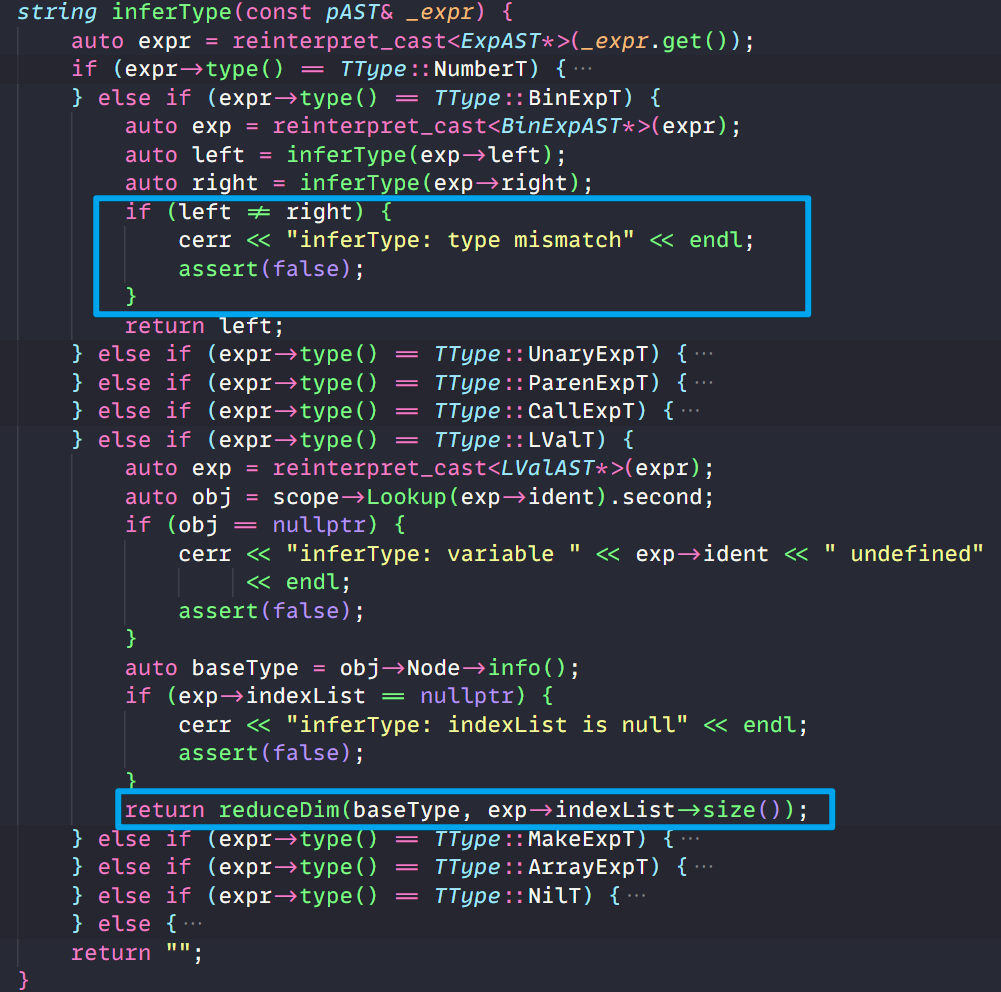 string inferType(const pAST& _expr) {
    auto expr = reinterpret_cast<ExpAST*>(_expr.get());
    if (expr->type() == TType::NumberT) {···
    } else if (expr->type() == TType::BinExpT) {
        auto exp = reinterpret_cast<BinExpAST*>(expr);
        auto left = inferType(exp->left);
        auto right = inferType(exp->right);
        if (left != right) {
            cerr << "inferType: type mismatch" << endl;
            assert(false);
        }
        return left;
    } else if (expr->type() == TType::UnaryExpT) {···
    } else if (expr->type() == TType::ParenExpT) {···
    } else if (expr->type() == TType::CallExpT) {···
    } else if (expr->type() == TType::LValT) {
        auto exp = reinterpret_cast<LValAST*>(expr);
        auto obj = scope->Lookup(exp->ident).second;
        if (obj == nullptr) {
            cerr << "inferType: variable " << exp->ident << " undefined"
                 << endl;
            assert(false);
        }
        auto baseType = obj->Node->info();
        if (exp->indexList == nullptr) {
            cerr << "inferType: indexList is null" << endl;
            assert(false);
        }
        return reduceDim(baseType, exp->indexList->size());
    } else if (expr->type() == TType::MakeExpT) {···
    } else if (expr->type() == TType::ArrayExpT) {···
    } else if (expr->type() == TType::NilT) {···
    } else {···
    return "";
}